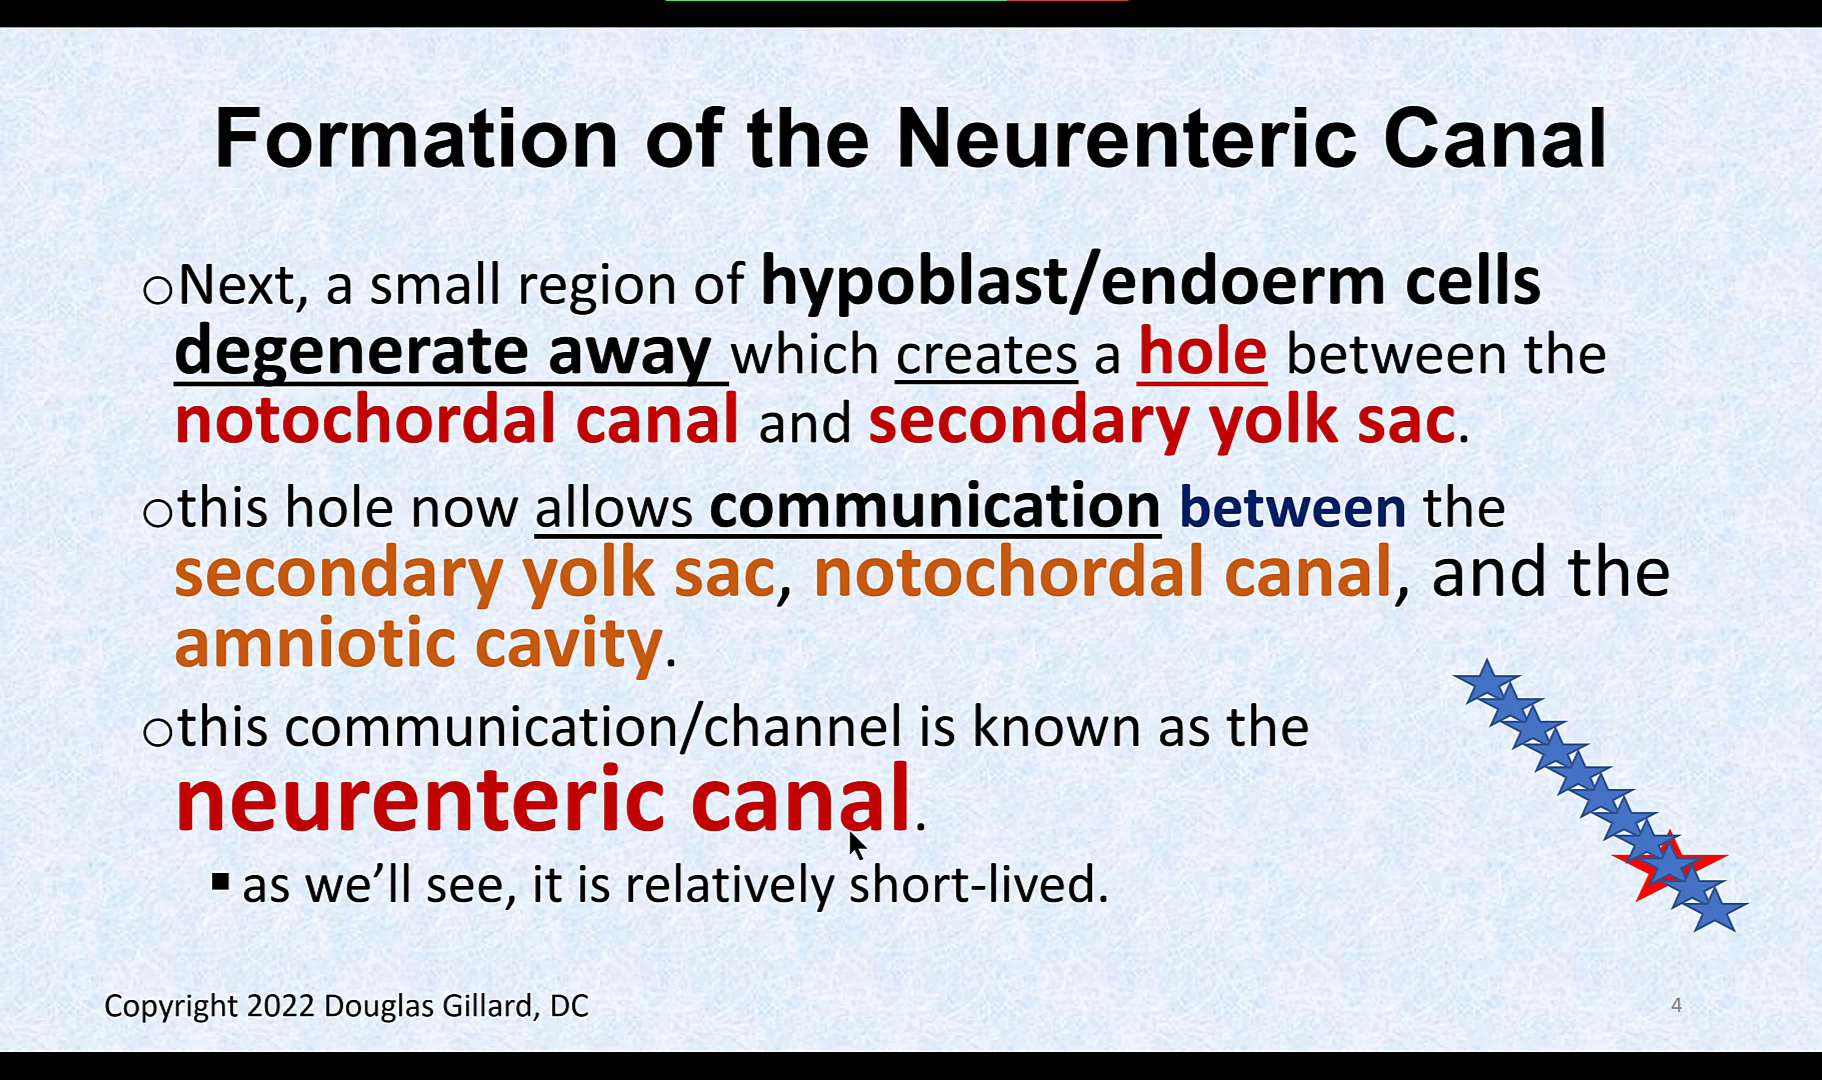 Formation of the Neurenteric Canal
○Next, a small region of hypoblast/endoerm cells
degenerate away which creates a hole between the
notochordal canal and secondary yolk sac.
○this hole now allows communication between the
secondary yolk sac, notochordal canal, and the
amniotic cavity.
○this communication/channel is known as the
neurenteric canal.
▪ as we’ll see, it is relatively short-lived.
Copyright 2022 Douglas Gillard, DC
4